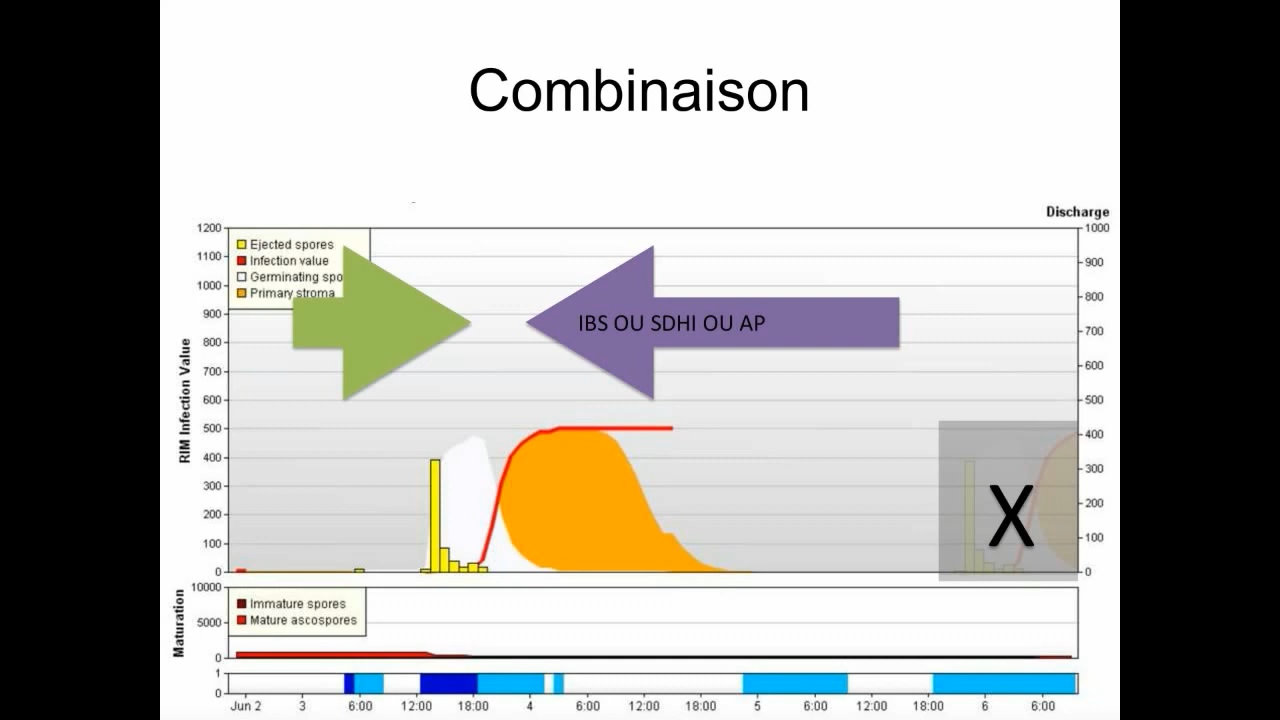 Combinaison
Discharge
1200
1100
1000
900
800
700
600
500
400
300
200
100
0
RIM Infection Value
Ejected spores
Infection value
Germinating spo
Primary stroma
IBS OU SDHI OU AP
1000
900
800
700
600
500
400
300
200
100
0
X
10000
5000
0
Maturation
Immature spores
Mature ascospores
1
0
1
0
Jun 2 3 6:00 12:00 18:00 4 6:00 12:00 18:00 5 6:00 12:00 18:00 6 6:00